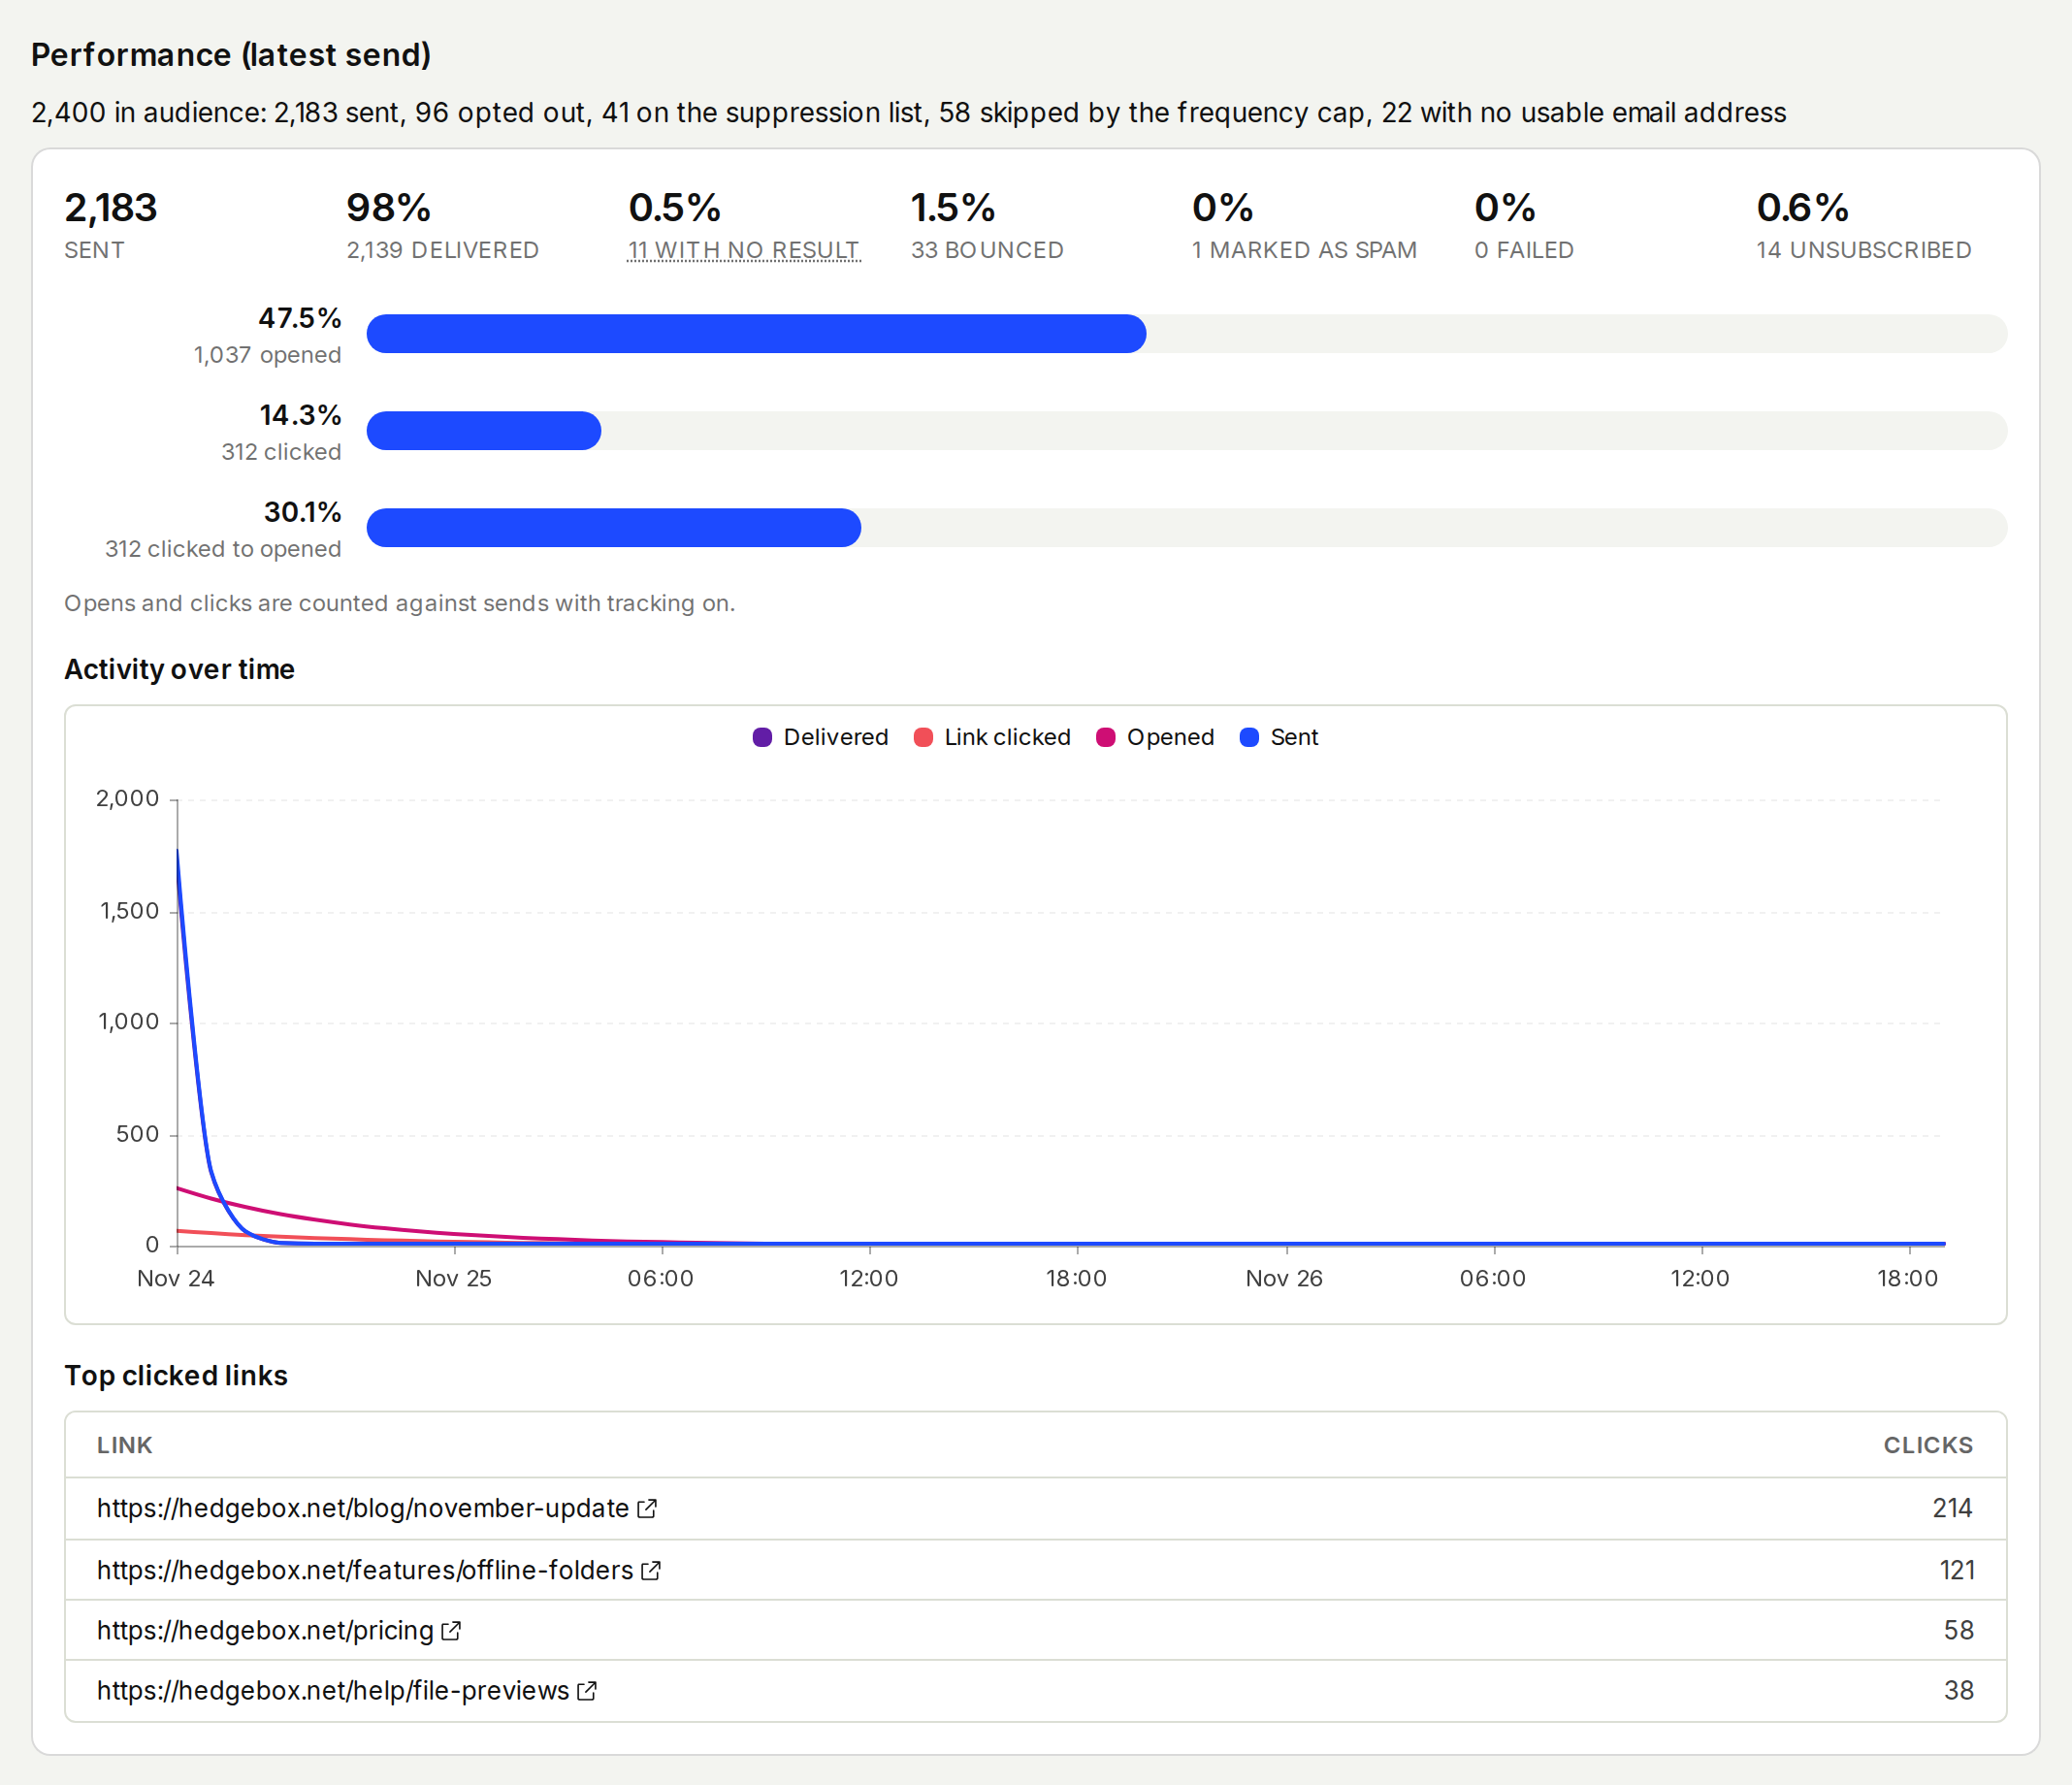 Performance (latest send)
2,400 in audience: 2,183 sent, 96 opted out, 41 on the suppression list, 58 skipped by the frequency cap, 22 with no usable email address
2,183 98% 0.5% 1.5% 0% 0% 0.6%
SENT 2,139 DELIVERED 11 WITH NO RESULT 33 BOUNCED 1 MARKED AS SPAM 0 FAILED 14 UNSUBSCRIBED
47.5%
1,037 opened
14.3%
312 clicked
30.1%
312 clicked to opened
Opens and clicks are counted against sends with tracking on.
Activity over time
Delivered Link clicked Opened Sent
2,000
1,500
1,000
500
0
Nov 24 Nov 25 06:00 12:00 18:00 Nov 26 06:00 12:00 18:00
Top clicked links
LINK CLICKS
https://hedgebox.net/blog/november-update 214
https://hedgebox.net/features/offline-folders 121
https://hedgebox.net/pricing 58
https://hedgebox.net/help/file-previews 38